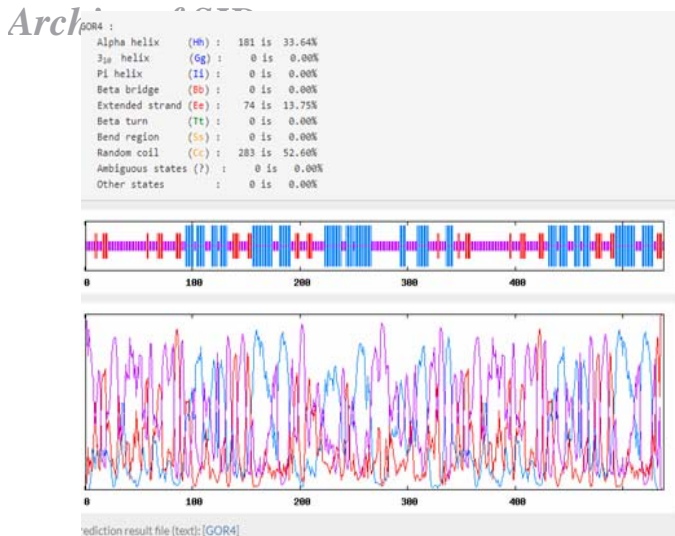 Archive of SID
GOR4 :
Alpha helix (Hh) : 181 is 33.64%
3₁₀ helix (Gg) : 0 is 0.00%
Pi helix (Ii) : 0 is 0.00%
Beta bridge (Bb) : 0 is 0.00%
Extended strand (Ee) : 74 is 13.75%
Beta turn (Tt) : 0 is 0.00%
Bend region (Ss) : 0 is 0.00%
Random coil (Cc) : 283 is 52.60%
Ambiguous states (?) : 0 is 0.00%
Other states : 0 is 0.00%
0 100 200 300 400
0 100 200 300 400
rediction result file (text): [GOR4]